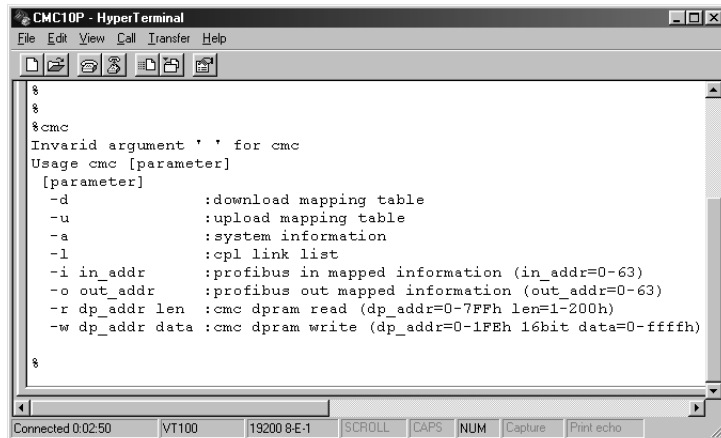 CMC10P - HyperTerminal
File Edit View Call Transfer Help
%
%
%cmc
Invarid argument ' ' for cmc
Usage cmc [parameter]
[parameter]
-d :download mapping table
-u :upload mapping table
-a :system information
-l :cpl link list
-i in_addr :profibus in mapped information (in_addr=0-63)
-o out_addr :profibus out mapped information (out_addr=0-63)
-r dp_addr len :cmc dpram read (dp_addr=0-7FFh len=1-200h)
-w dp_addr data :cmc dpram write (dp_addr=0-1FEh 16bit data=0-ffffh)
%
Connected 0:02:50 VT100 19200 8-E-1 SCROLL CAPS NUM Capture Print echo